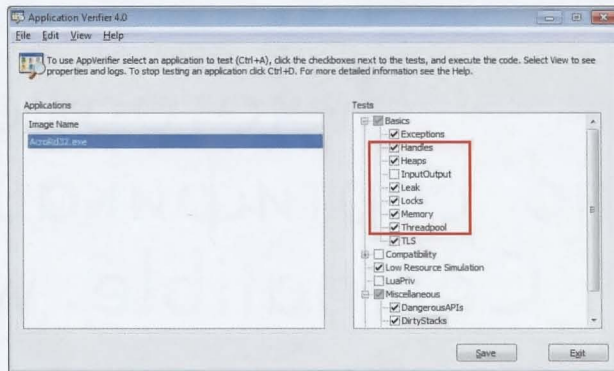 Application Verifier 4.0
File Edit View Help
To use AppVerifier select an application to test (Ctrl+A), click the checkboxes next to the tests, and execute the code. Select View to see
properties and logs. To stop testing an application click Ctrl+D. For more detailed information see the Help.
Applications
Image Name
AcroRd32.exe
Tests
Basics
Exceptions
Handles
Heaps
InputOutput
Leak
Locks
Memory
Threadpool
TLS
Compatibility
Low Resource Simulation
LuaPriv
Miscellaneous
DangerousAPIs
DirtyStacks
Save
Exit